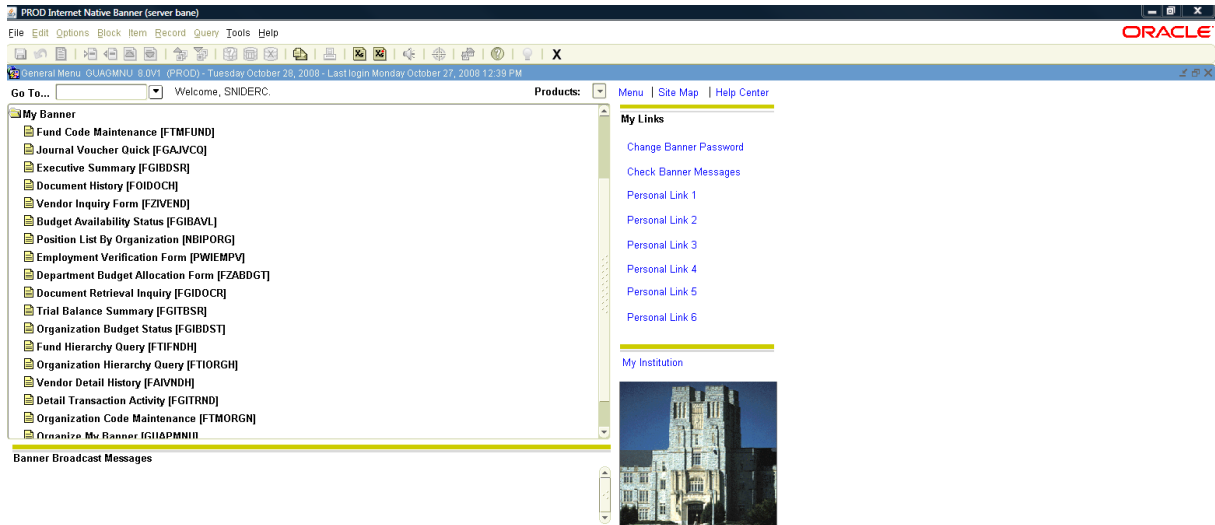 PROD Internet Native Banner (server bane)
File Edit Options Block Item Record Query Tools Help
ORACLE
X
General Menu GUAGMNU 8.0V1 (PROD) - Tuesday October 28, 2008 - Last login Monday October 27, 2008 12:39 PM
Go To... Welcome, SNIDERC. Products: Menu | Site Map | Help Center
My Banner
Fund Code Maintenance [FTMFUND]
Journal Voucher Quick [FGAJVCQ]
Executive Summary [FGIBDSR]
Document History [FOIDOCH]
Vendor Inquiry Form [FZIVEND]
Budget Availability Status [FGIBAVL]
Position List By Organization [NBIPORG]
Employment Verification Form [PWIEMPV]
Department Budget Allocation Form [FZABDGT]
Document Retrieval Inquiry [FGIDOCR]
Trial Balance Summary [FGITBSR]
Organization Budget Status [FGIBDST]
Fund Hierarchy Query [FTIFNDH]
Organization Hierarchy Query [FTIORGH]
Vendor Detail History [FAIVNDH]
Detail Transaction Activity [FGITRND]
Organization Code Maintenance [FTMORGN]
Organize My Banner [GUAPMNU]
Banner Broadcast Messages
My Links
Change Banner Password
Check Banner Messages
Personal Link 1
Personal Link 2
Personal Link 3
Personal Link 4
Personal Link 5
Personal Link 6
My Institution